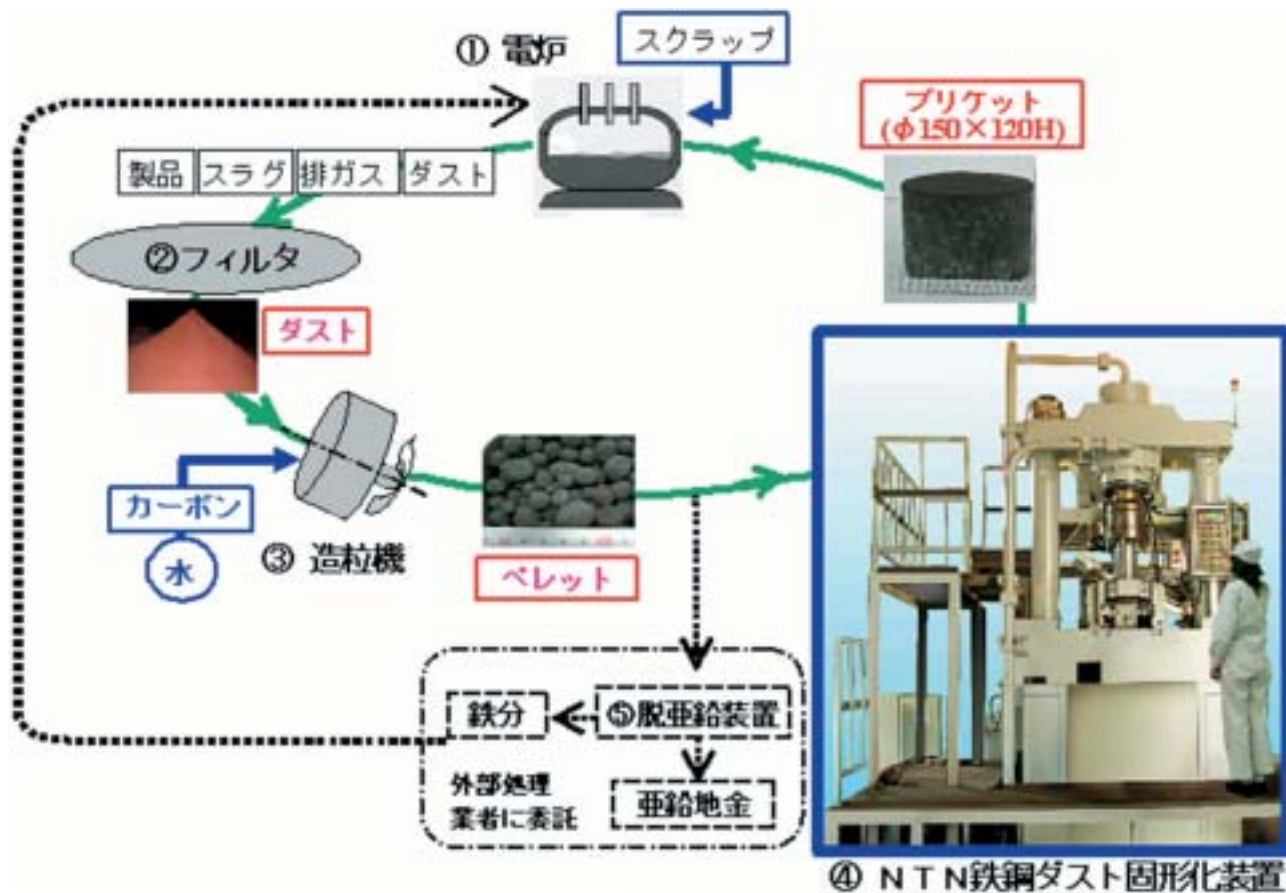 ① 電炉
スクラップ
ブリケット
(φ150×120H)
製品 スラグ 排ガス ダスト
②フィルタ
ダスト
カーボン
水
③ 造粒機
ペレット
鉄分
⑤脱亜鉛装置
外部処理
業者に委託
亜鉛地金
④ NTN鉄鋼ダスト固形化装置